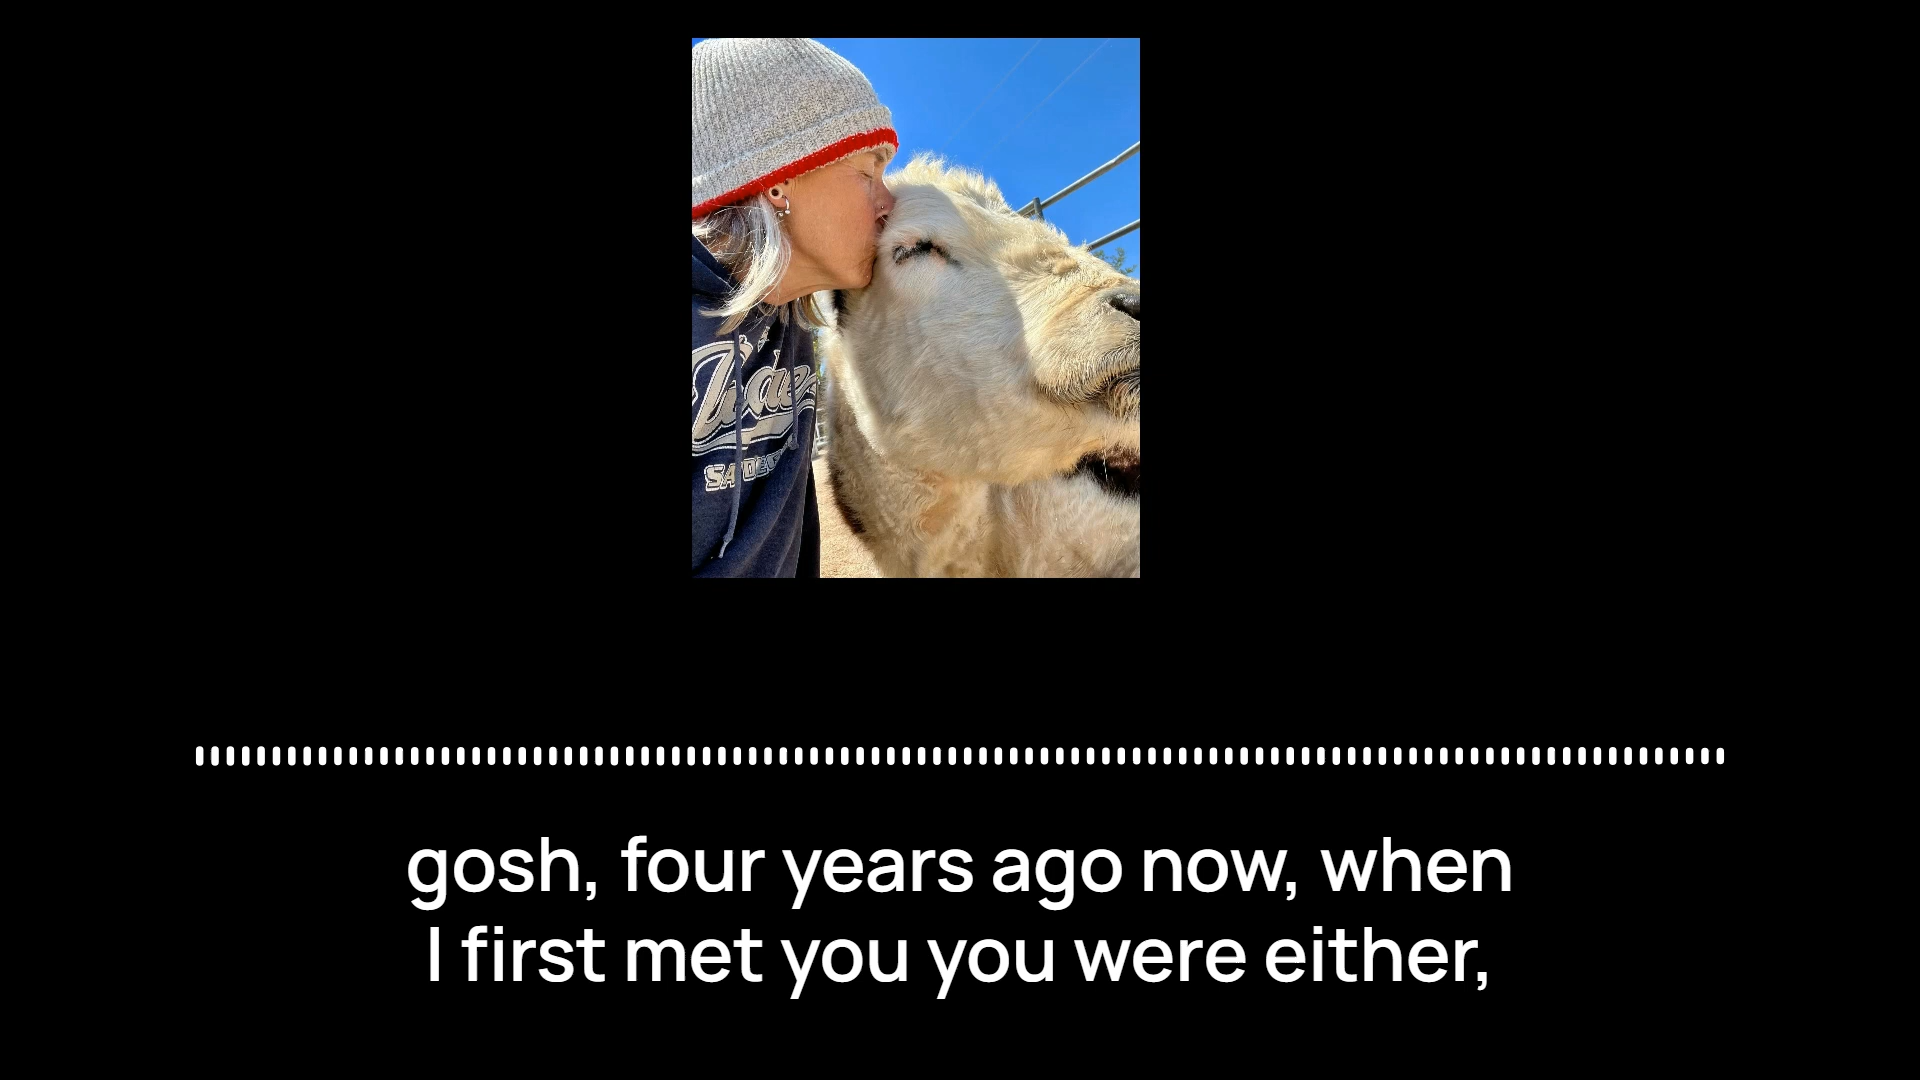 gosh, four years ago now, when
I first met you you were either,